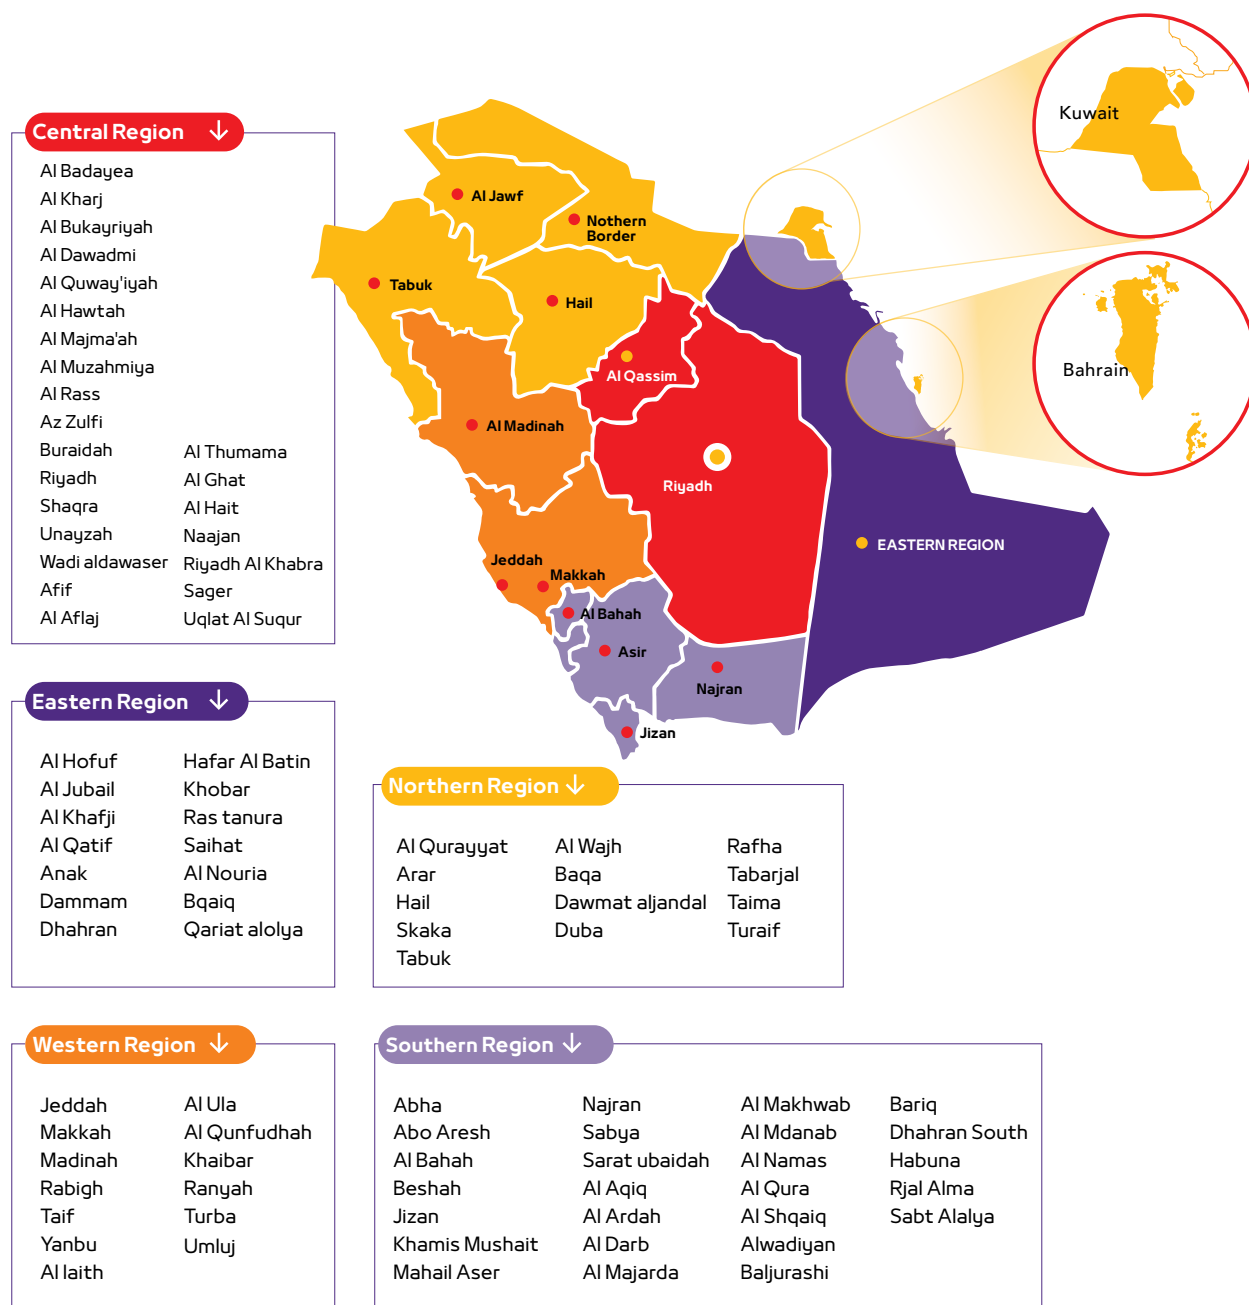 Central Region
Al Badayea
Al Kharj
Al Bukayriyah
Al Dawadmi
Al Quway'iyah
Al Hawtah
Al Majma'ah
Al Muzahmiya
Al Rass
Az Zulfi
Buraidah
Riyadh
Shaqra
Unayzah
Wadi aldawaser
Afif
Al Aflaj
Al Thumama
Al Ghat
Al Hait
Naajan
Riyadh Al Khabra
Sager
Uqlat Al Suqur
Al Jawf
Nothern
Border
Tabuk
Hail
Al Qassim
Al Madinah
Riyadh
EASTERN REGION
Jeddah
Makkah
Al Bahah
Asir
Najran
Jizan
Kuwait
Bahrain
Eastern Region
Al Hofuf
Al Jubail
Al Khafji
Al Qatif
Anak
Dammam
Dhahran
Hafar Al Batin
Khobar
Ras tanura
Saihat
Al Nouria
Bqaiq
Qariat alolya
Northern Region
Al Qurayyat
Arar
Hail
Skaka
Tabuk
Al Wajh
Baqa
Dawmat aljandal
Duba
Rafha
Tabarjal
Taima
Turaif
Western Region
Jeddah
Makkah
Madinah
Rabigh
Taif
Yanbu
Al laith
Al Ula
Al Qunfudhah
Khaibar
Ranyah
Turba
Umluj
Southern Region
Abha
Abo Aresh
Al Bahah
Beshah
Jizan
Khamis Mushait
Mahail Aser
Najran
Sabya
Sarat ubaidah
Al Aqiq
Al Ardah
Al Darb
Al Majarda
Al Makhwab
Al Mdanab
Al Namas
Al Qura
Al Shqaiq
Alwadiyan
Baljurashi
Bariq
Dhahran South
Habuna
Rjal Alma
Sabt Alalya